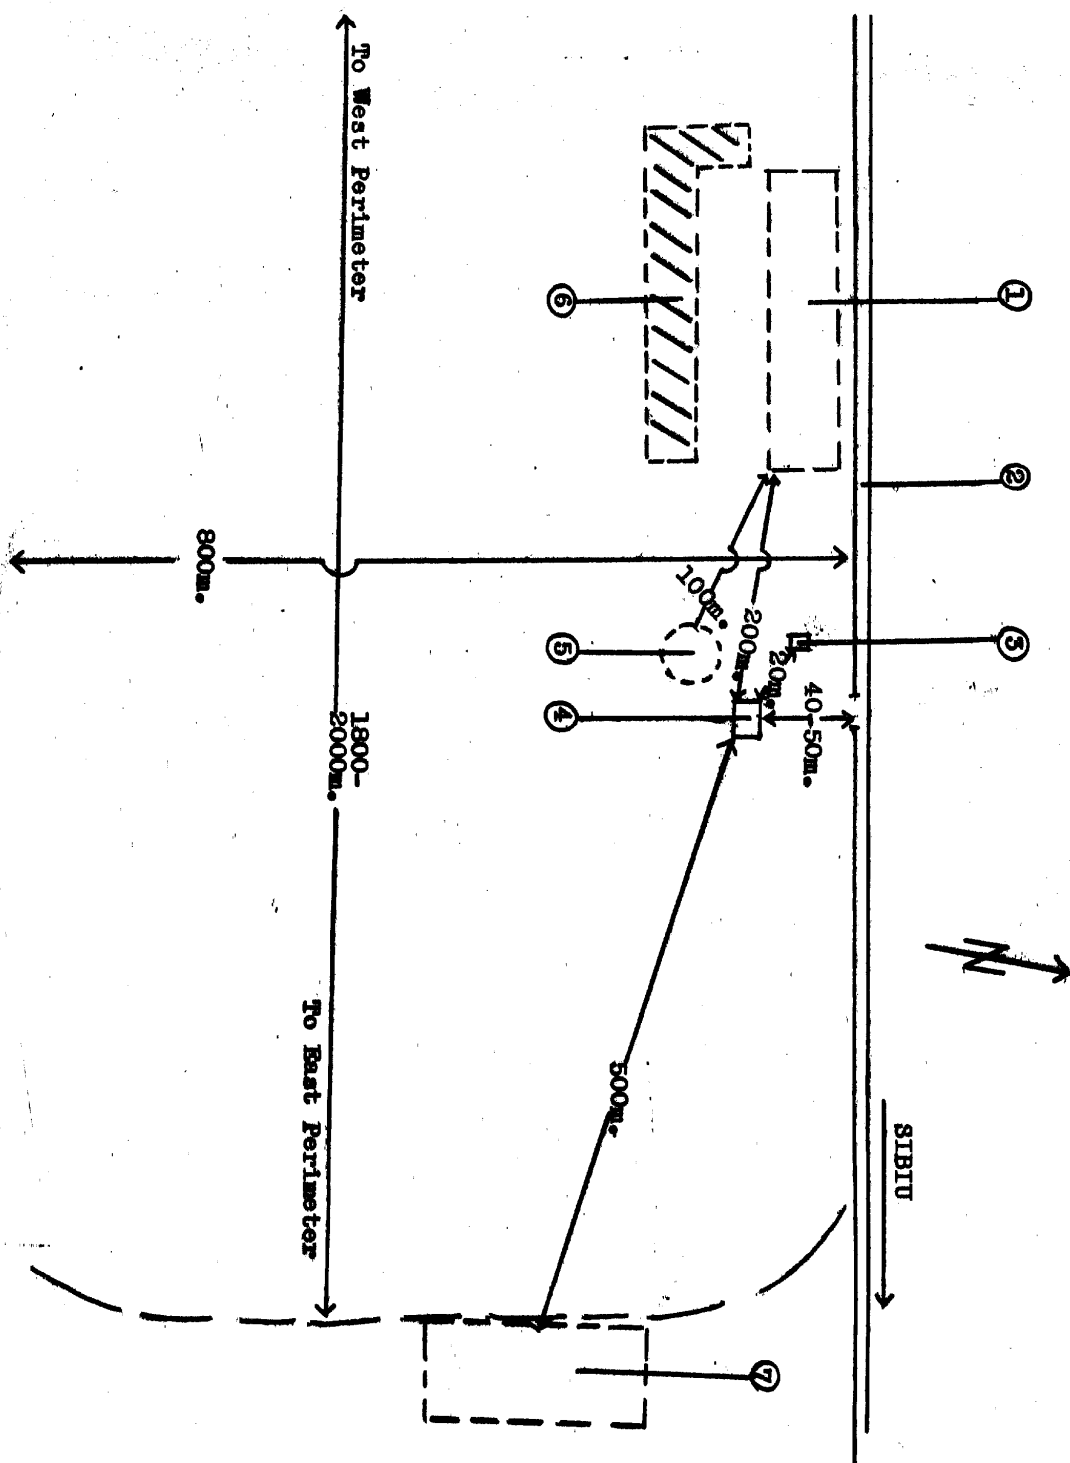 1
2
3
SIBIU
N
40-50m.
20m.
200m.
100m.
7
6
5
4
500m.
To West Perimeter
1800-
2000m.
To East Perimeter
800m.